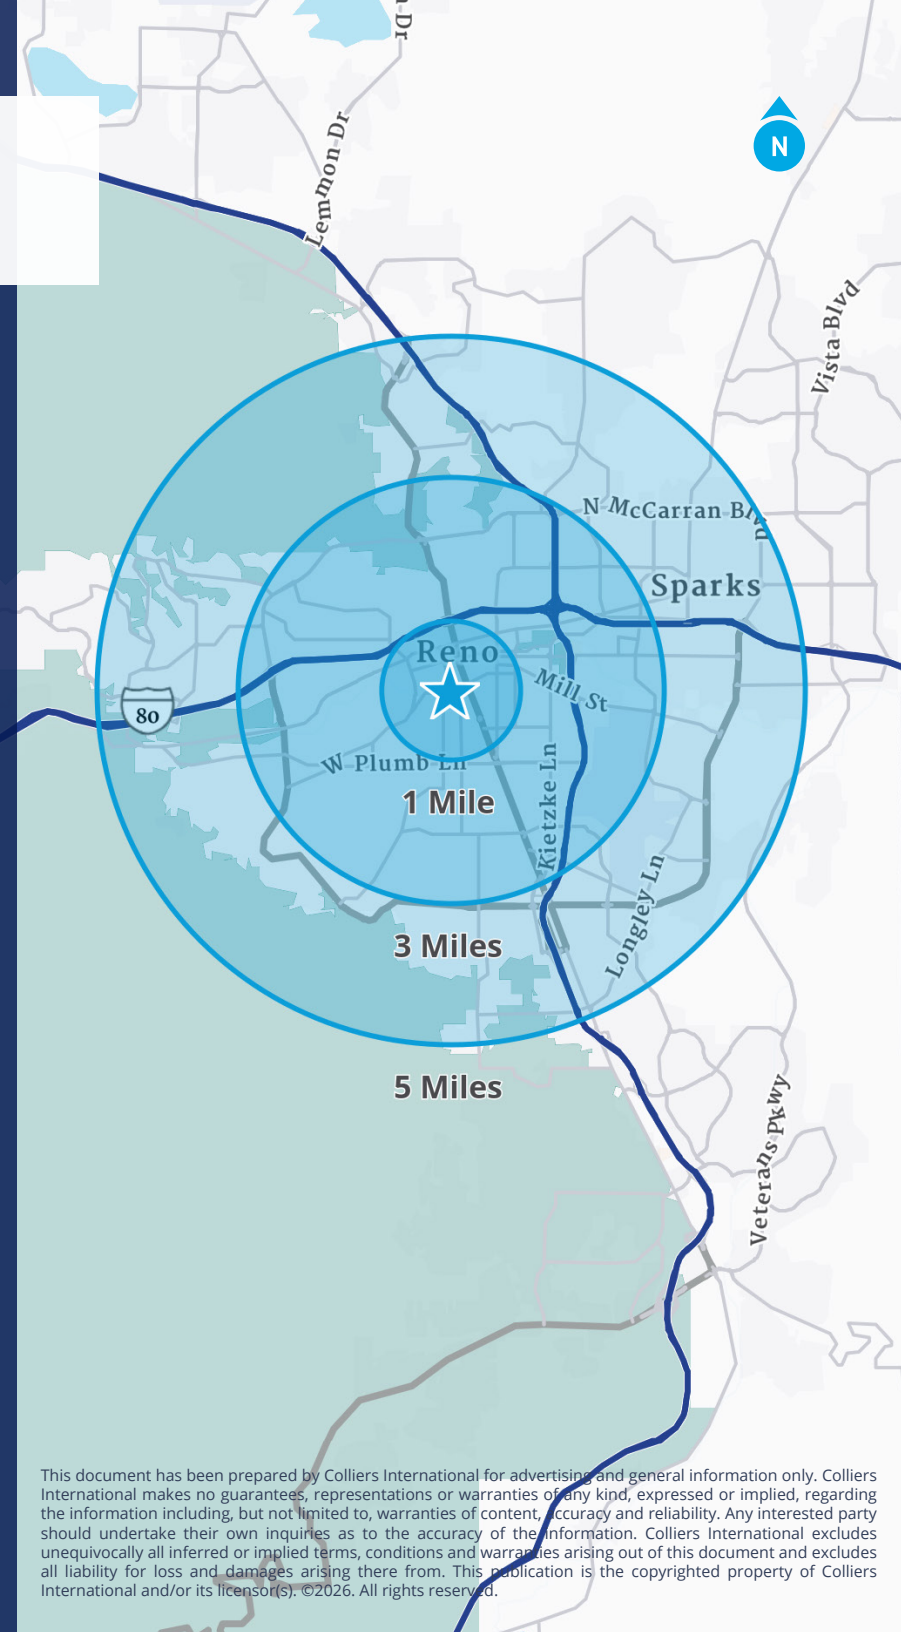 Dr
Lemmon Dr
N
Vista Blvd
N McCarran Blvd
Sparks
Reno
Mill St
80
W Plumb Ln
1 Mile
Kietzke Ln
Longley Ln
3 Miles
5 Miles
Veterans Pkwy
This document has been prepared by Colliers International for advertising and general information only. Colliers
International makes no guarantees, representations or warranties of any kind, expressed or implied, regarding
the information including, but not limited to, warranties of content, accuracy and reliability. Any interested party
should undertake their own inquiries as to the accuracy of the information. Colliers International excludes
unequivocally all inferred or implied terms, conditions and warranties arising out of this document and excludes
all liability for loss and damages arising there from. This publication is the copyrighted property of Colliers
International and/or its licensor(s). ©2026. All rights reserved.